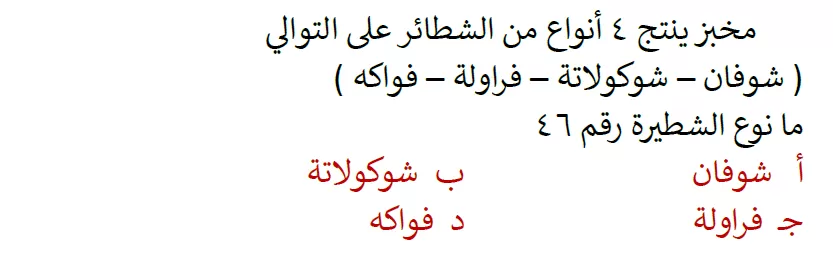 مخبز ينتج ٤ أنواع من الشطائر على التوالي
( شوفان – شوكولاتة – فراولة – فواكه )
ما نوع الشطيرة رقم ٤٦
أ شوفان ب شوكولاتة
جـ فراولة د فواكه